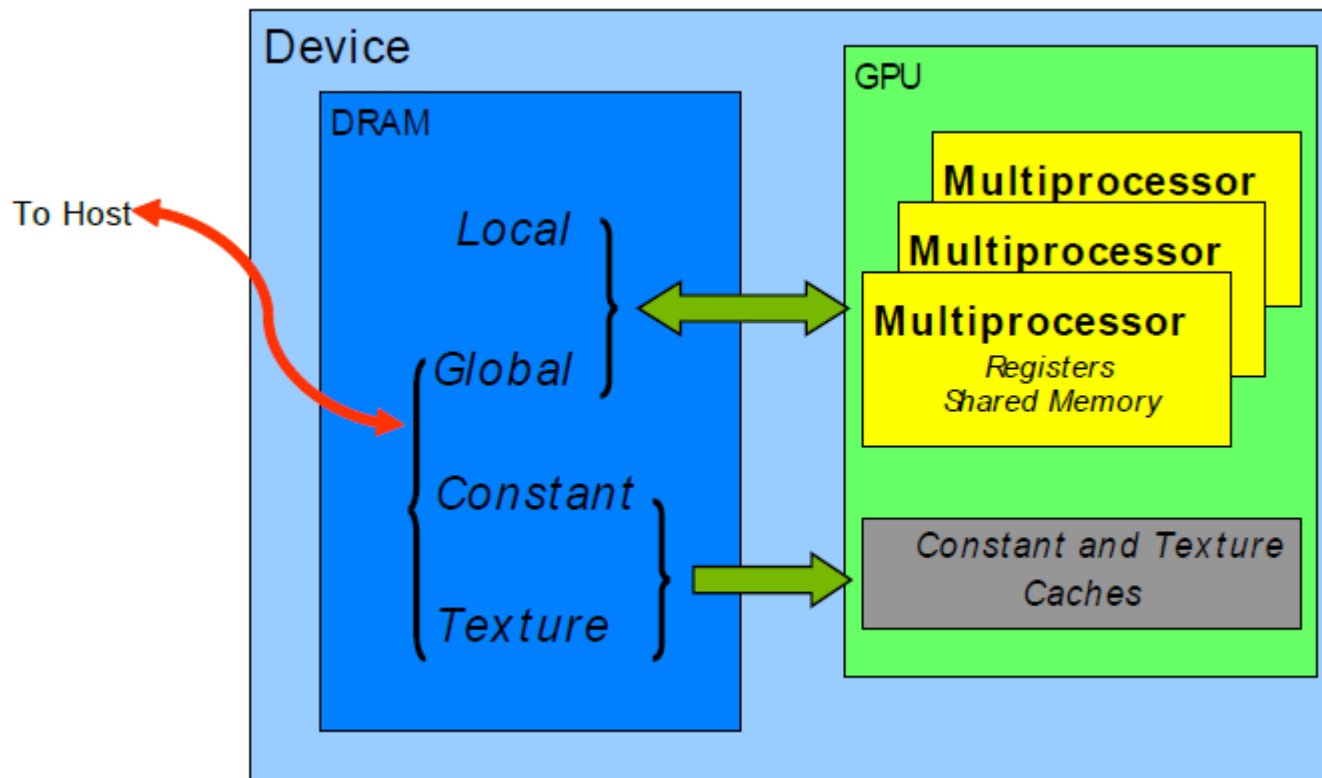 Device
DRAM
GPU
To Host
Local
Global
Constant
Texture
Multiprocessor
Multiprocessor
Multiprocessor
Registers
Shared Memory
Constant and Texture
Caches